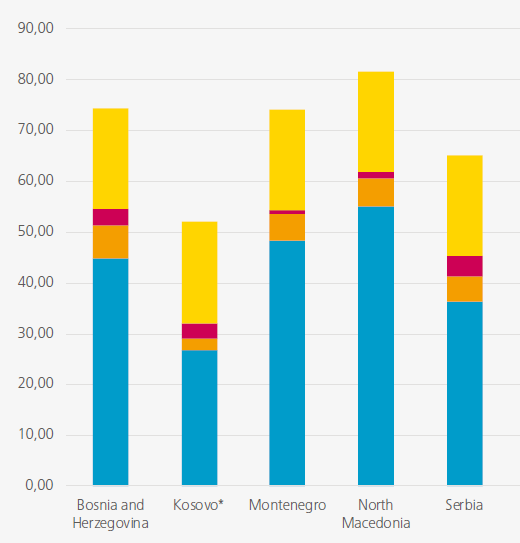 90,00
80,00
70,00
60,00
50,00
40,00
30,00
20,00
10,00
0,00
Bosnia and
Herzegovina
Kosovo*
Montenegro
North
Macedonia
Serbia